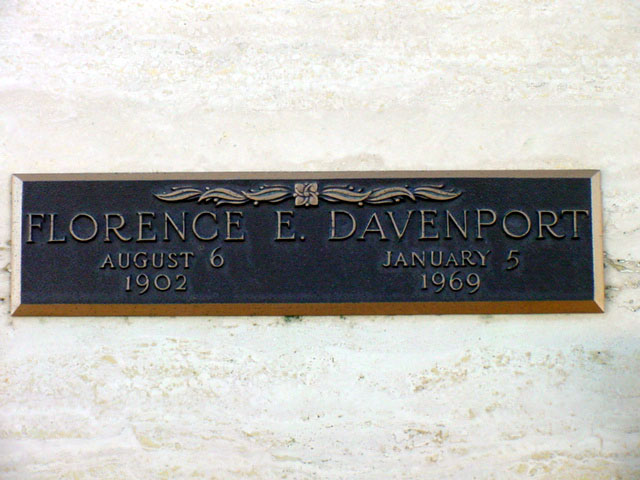 FLORENCE E. DAVENPORT
AUGUST 6 JANUARY 5
1902 1969